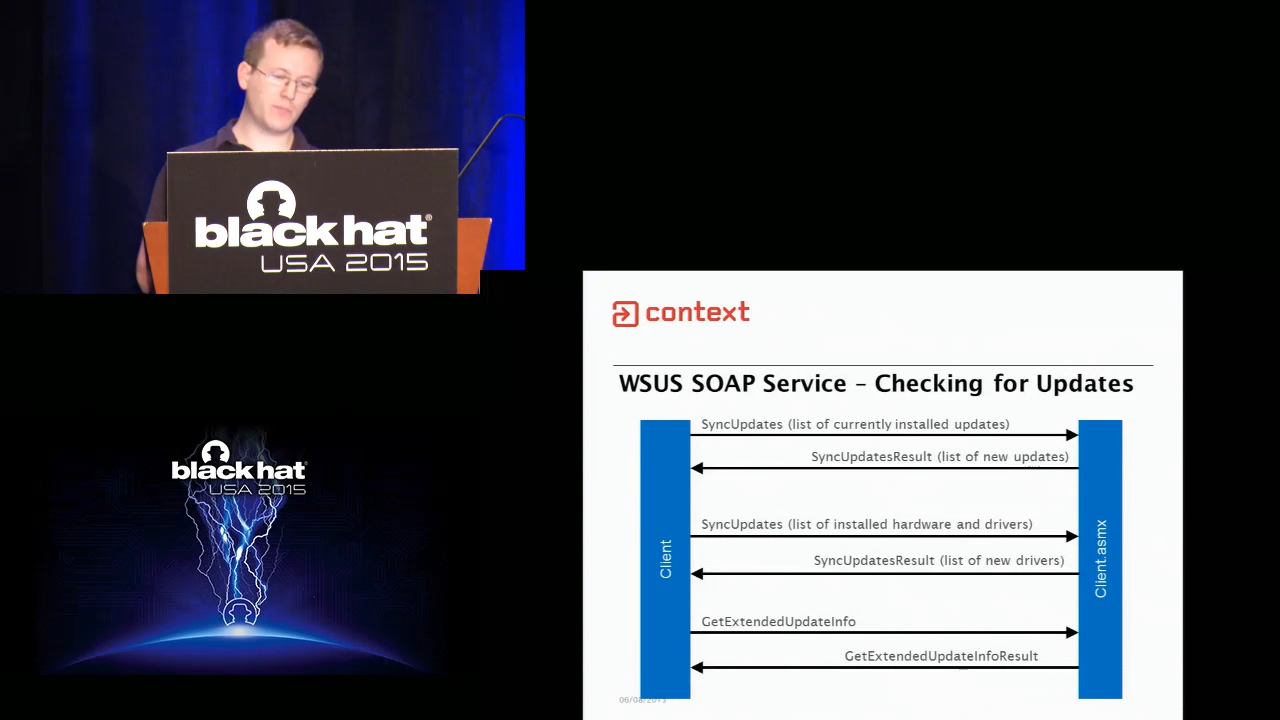 black hat®
USA 2015
context
WSUS SOAP Service – Checking for Updates
SyncUpdates (list of currently installed updates)
SyncUpdatesResult (list of new updates)
SyncUpdates (list of installed hardware and drivers)
SyncUpdatesResult (list of new drivers)
GetExtendedUpdateInfo
GetExtendedUpdateInfoResult
Client
Client.asmx
black hat®
USA 2015